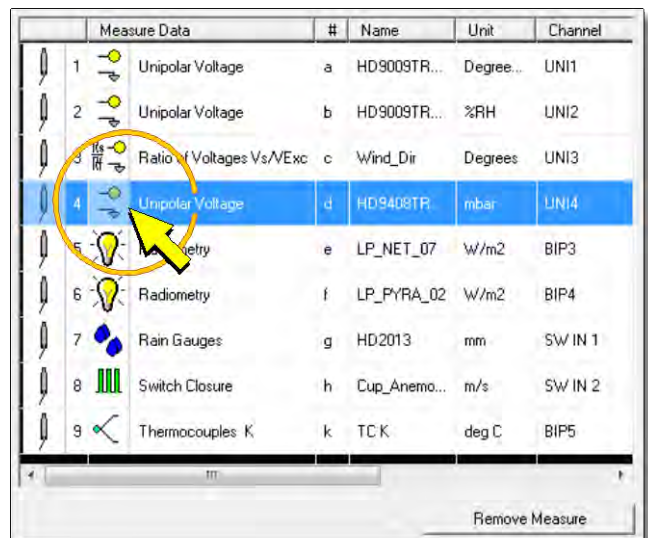 Measure Data # Name Unit Channel
1 Unipolar Voltage a HD9009TR... Degree... UNI1
2 Unipolar Voltage b HD9009TR... %RH UNI2
3 Rs Rf Ratio of Voltages Vs/VExc c Wind_Dir Degrees UNI3
4 Unipolar Voltage d HD9408TR... mbar UNI4
5 e LP_NET_07 W/m2 BIP3
6 Radiometry f LP_PYRA_02 W/m2 BIP4
7 Rain Gauges g HD2013 mm SW IN 1
8 Switch Closure h Cup_Anemo... m/s SW IN 2
9 Thermocouples K k TC K deg C BIP5
Remove Measure